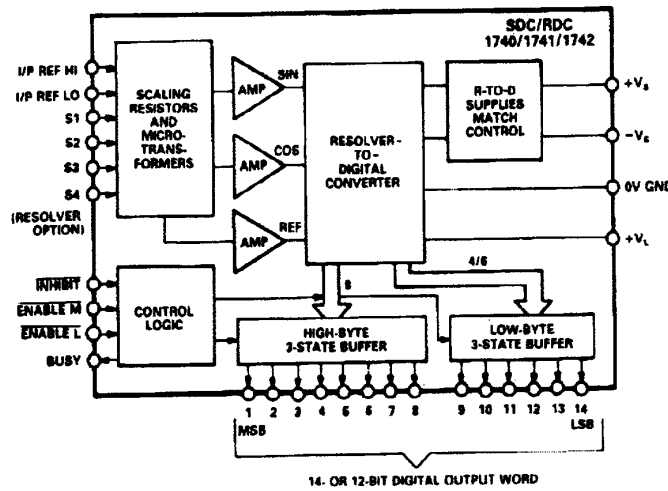 SDC/RDC
1740/1741/1742
I/P REF HI
I/P REF LO
S1
S2
S3
S4
(RESOLVER
OPTION)
SCALING
RESISTORS
AND
MICRO-
TRANS-
FORMERS
AMP
SIN
AMP
COS
AMP
REF
RESOLVER-
TO-
DIGITAL
CONVERTER
R-TO-D
SUPPLIES
MATCH
CONTROL
+VS
-VS
0V GND
+VL
INHIBIT
ENABLE M
ENABLE L
BUSY
CONTROL
LOGIC
8
4/6
HIGH-BYTE
3-STATE BUFFER
LOW-BYTE
3-STATE BUFFER
1 2 3 4 5 6 7 8 9 10 11 12 13 14
MSB LSB
14- OR 12-BIT DIGITAL OUTPUT WORD